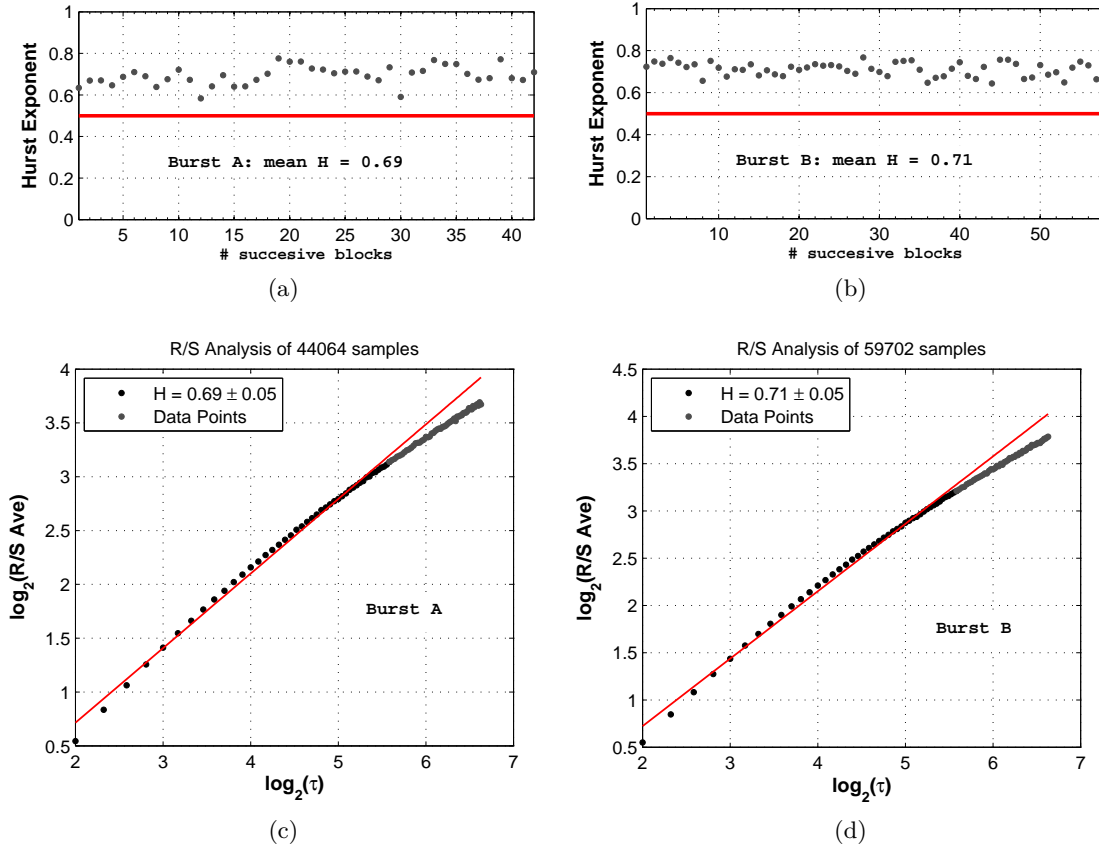 1
0.8
0.6
0.4
0.2
0
Hurst Exponent
Burst A: mean H = 0.69
5 10 15 20 25 30 35 40
# succesive blocks
(a)
1
0.8
0.6
0.4
0.2
0
Hurst Exponent
Burst B: mean H = 0.71
10 20 30 40 50
# succesive blocks
(b)
R/S Analysis of 44064 samples
4
3.5
3
2.5
2
1.5
1
0.5
log2(R/S Ave)
H = 0.69 ± 0.05
Data Points
Burst A
2 3 4 5 6 7
log2(τ)
(c)
R/S Analysis of 59702 samples
4.5
4
3.5
3
2.5
2
1.5
1
0.5
log2(R/S Ave)
H = 0.71 ± 0.05
Data Points
Burst B
2 3 4 5 6 7
log2(τ)
(d)